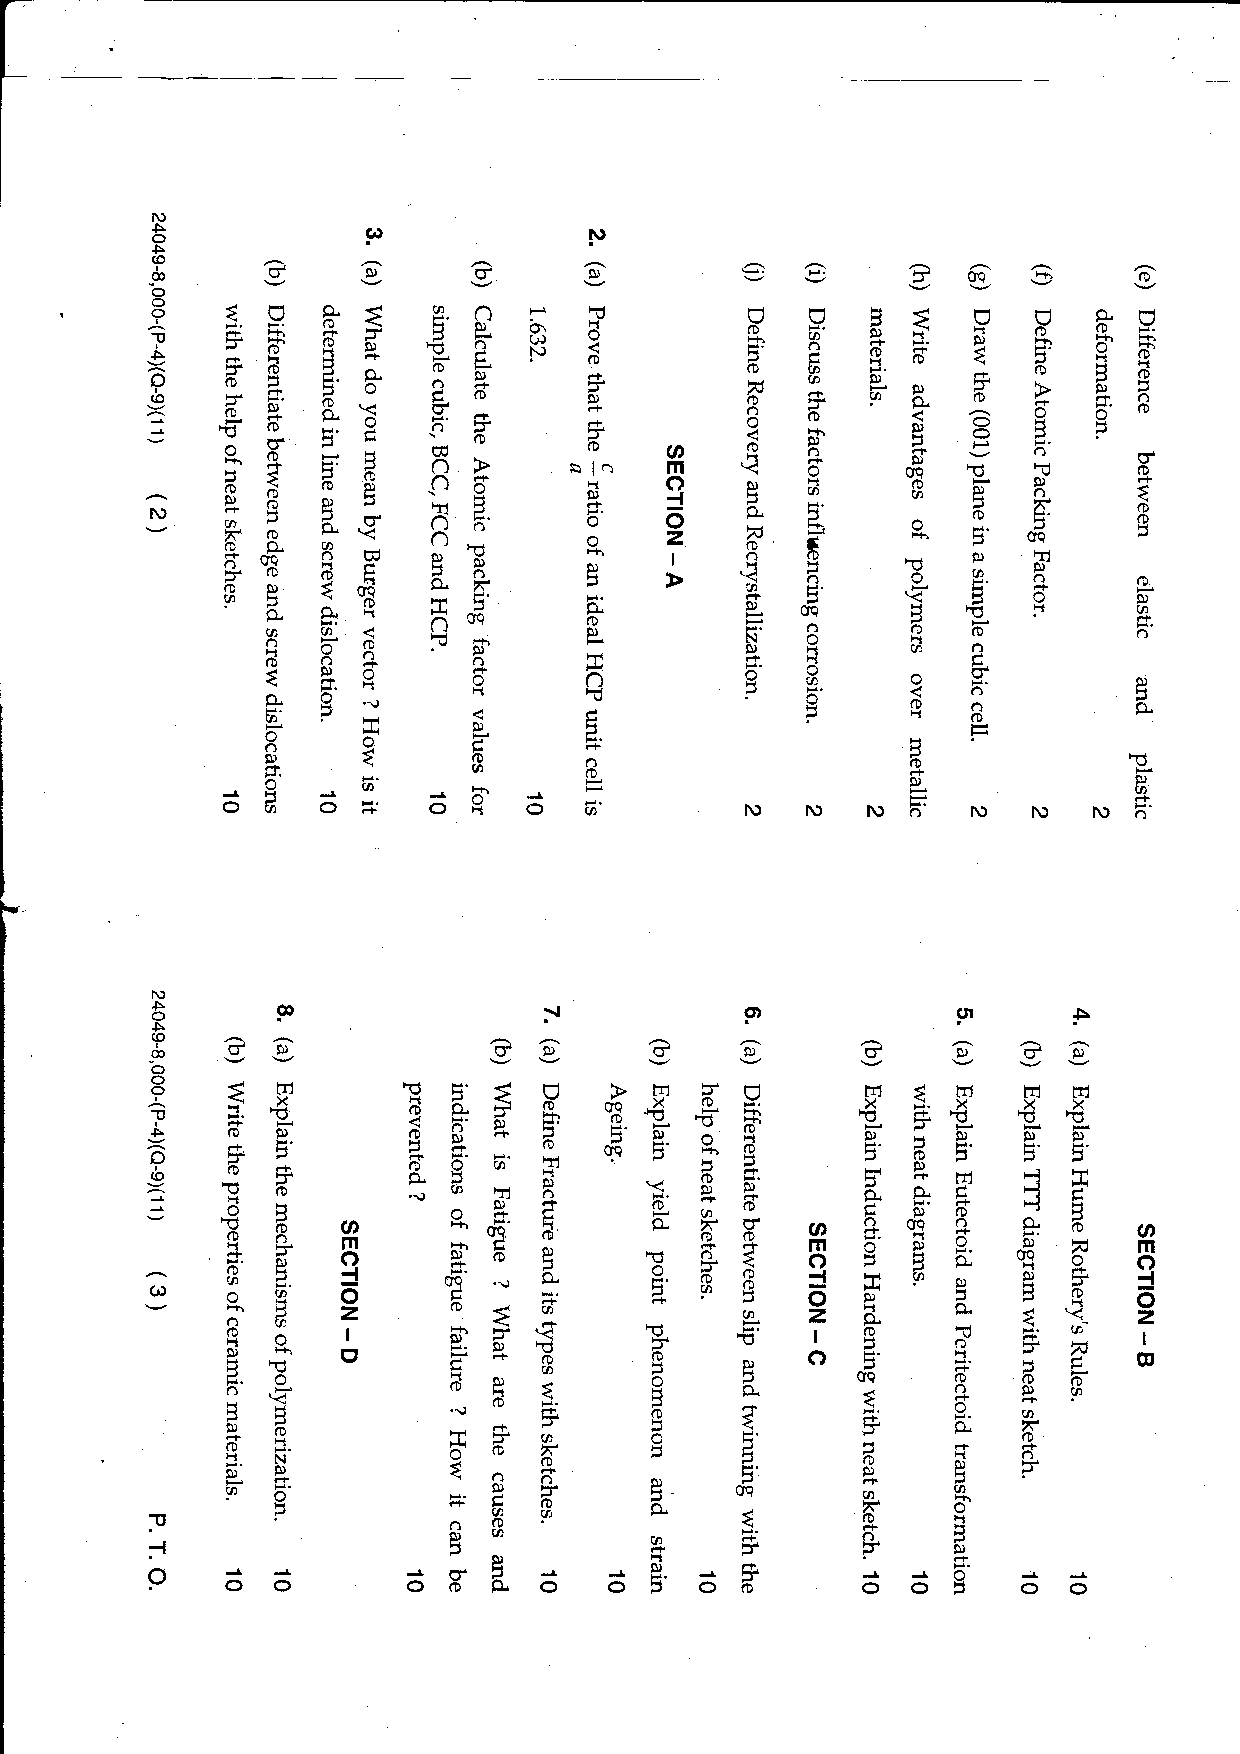 (e) Difference between elastic and plastic
deformation. 2
(f) Define Atomic Packing Factor. 2
(g) Draw the (001) plane in a simple cubic cell. 2
(h) Write advantages of polymers over metallic
materials. 2
(i) Discuss the factors influencing corrosion. 2
(j) Define Recovery and Recrystallization. 2
SECTION – A
2. (a) Prove that the c/a ratio of an ideal HCP unit cell is
1.632. 10
(b) Calculate the Atomic packing factor values for
simple cubic, BCC, FCC and HCP. 10
3. (a) What do you mean by Burger vector ? How is it
determined in line and screw dislocation. 10
(b) Differentiate between edge and screw dislocations
with the help of neat sketches. 10
24049-8,000-(P-4)(Q-9)(11) ( 2 )
SECTION – B
4. (a) Explain Hume Rothery's Rules. 10
(b) Explain TTT diagram with neat sketch. 10
5. (a) Explain Eutectoid and Peritectoid transformation
with neat diagrams. 10
(b) Explain Induction Hardening with neat sketch. 10
SECTION – C
6. (a) Differentiate between slip and twinning with the
help of neat sketches. 10
(b) Explain yield point phenomenon and strain
Ageing. 10
7. (a) Define Fracture and its types with sketches. 10
(b) What is Fatigue ? What are the causes and
indications of fatigue failure ? How it can be
prevented ? 10
SECTION – D
8. (a) Explain the mechanisms of polymerization. 10
(b) Write the properties of ceramic materials. 10
24049-8,000-(P-4)(Q-9)(11) ( 3 ) P. T. O.